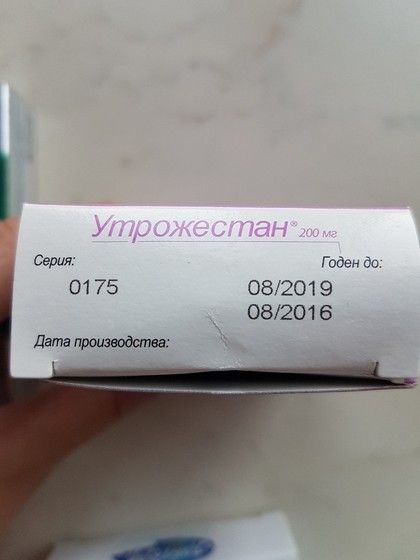 Утрожестан® 200 мг
Серия: Годен до:
0175 08/2019
08/2016
Дата производства: